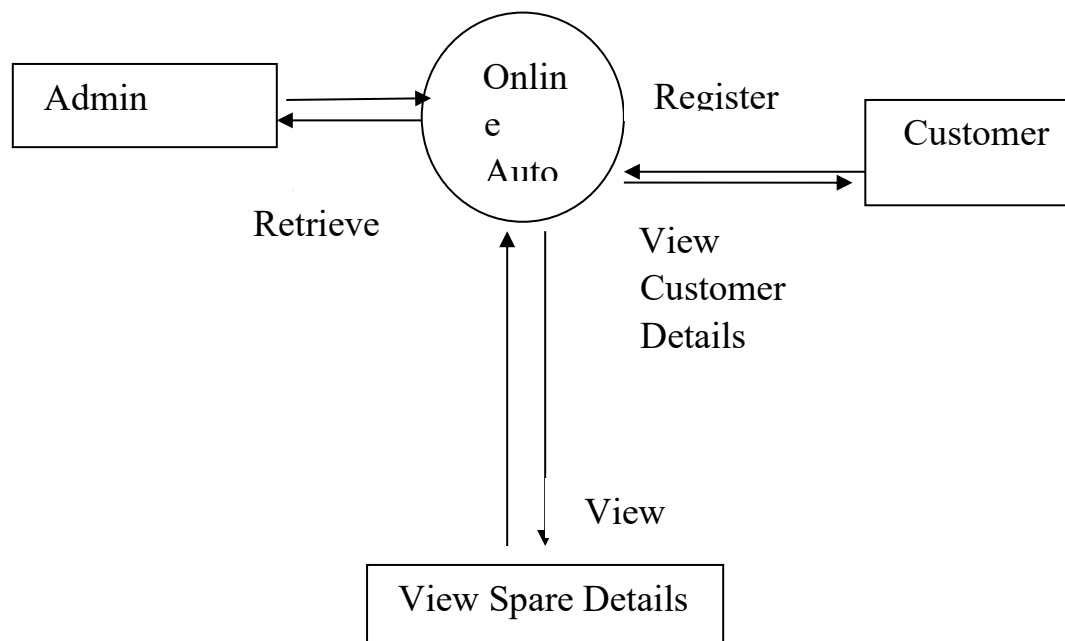 Admin
Onlin
e
Auto
Register
Customer
Retrieve
View
Customer
Details
View
View Spare Details